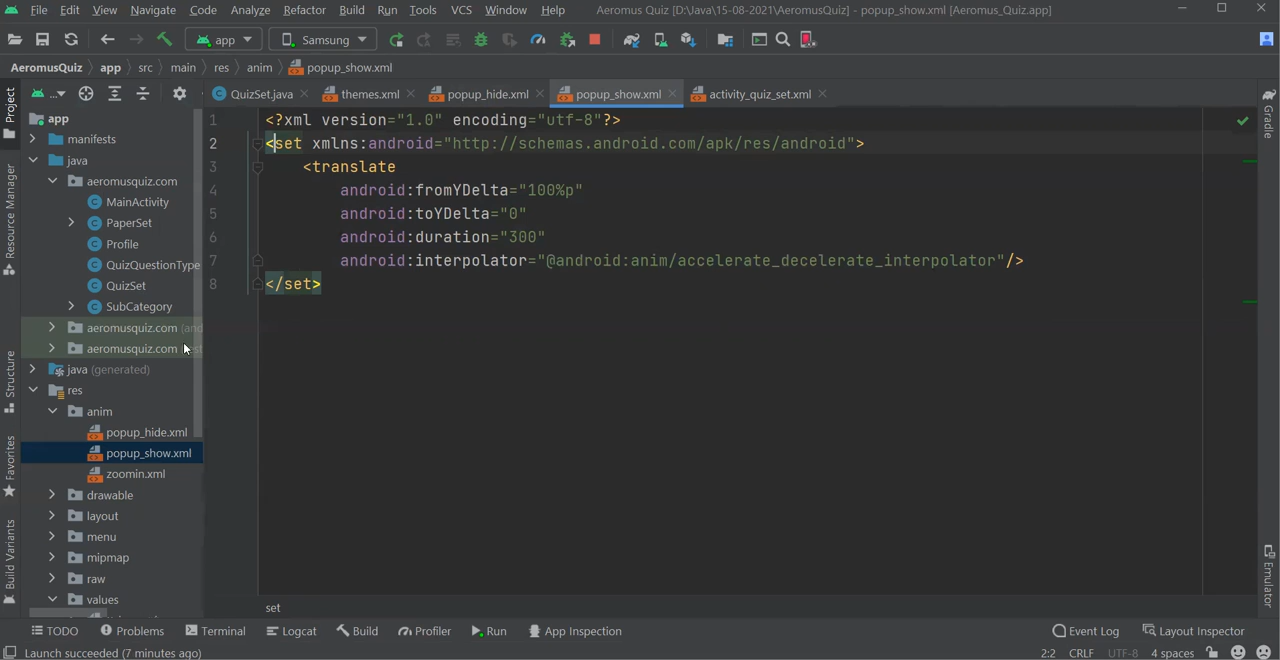 File Edit View Navigate Code Analyze Refactor Build Run Tools VCS Window Help Aeromus Quiz [D:\Java\15-08-2021\AeromusQuiz] - popup_show.xml [Aeromus_Quiz.app]
app Samsung
AeromusQuiz app src main res anim popup_show.xml
... QuizSet.java themes.xml popup_hide.xml popup_show.xml activity_quiz_set.xml
Project
Resource Manager
Structure
Favorites
Build Variants
app
manifests
java
aeromusquiz.com
MainActivity
PaperSet
Profile
QuizQuestionType
QuizSet
SubCategory
aeromusquiz.com (and
aeromusquiz.com
java (generated)
res
anim
popup_hide.xml
popup_show.xml
zoomin.xml
drawable
layout
menu
mipmap
raw
values
1 <?xml version="1.0" encoding="utf-8"?>
2 <set xmlns:android="http://schemas.android.com/apk/res/android">
3 <translate
4 android:fromYDelta="100%p"
5 android:toYDelta="0"
6 android:duration="300"
7 android:interpolator="@android:anim/accelerate_decelerate_interpolator"/>
8 </set>
set
Gradle
Emulator
TODO Problems Terminal Logcat Build Profiler Run App Inspection Event Log Layout Inspector
Launch succeeded (7 minutes ago) 2:2 CRLF UTF-8 4 spaces